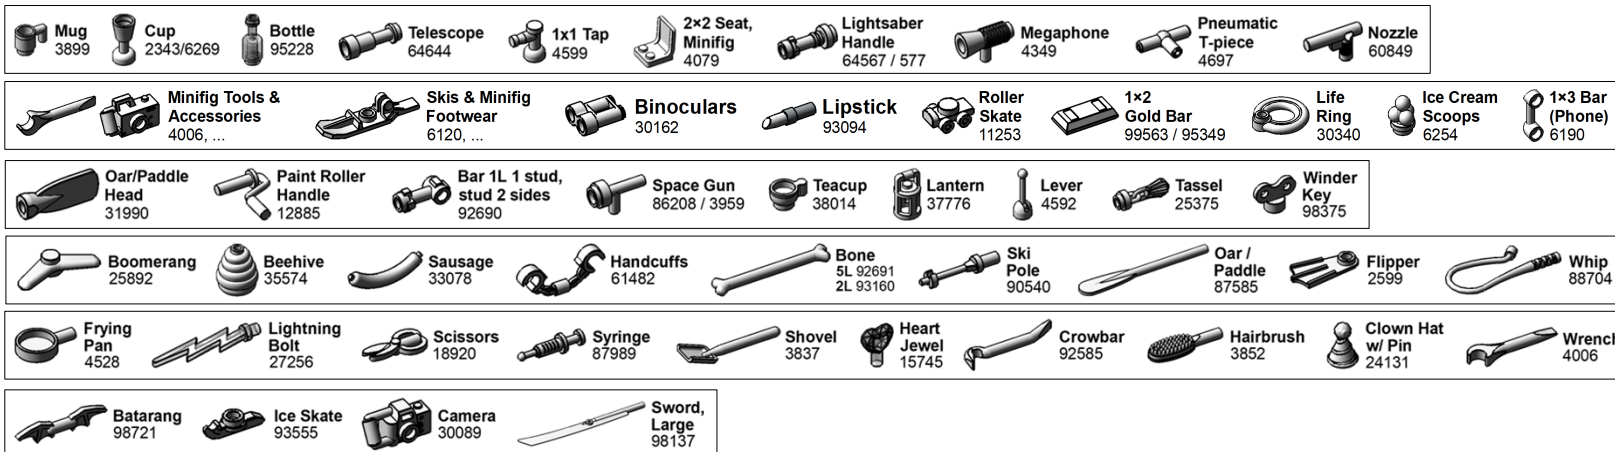 Mug
3899
Cup
2343/6269
Bottle
95228
Telescope
64644
1x1 Tap
4599
2×2 Seat,
Minifig
4079
Lightsaber
Handle
64567 / 577
Megaphone
4349
Pneumatic
T-piece
4697
Nozzle
60849
Minifig Tools &
Accessories
4006, ...
Skis & Minifig
Footwear
6120, ...
Binoculars
30162
Lipstick
93094
Roller
Skate
11253
1×2
Gold Bar
99563 / 95349
Life
Ring
30340
Ice Cream
Scoops
6254
1×3 Bar
(Phone)
6190
Oar/Paddle
Head
31990
Paint Roller
Handle
12885
Bar 1L 1 stud,
stud 2 sides
92690
Space Gun
86208 / 3959
Teacup
38014
Lantern
37776
Lever
4592
Tassel
25375
Winder
Key
98375
Boomerang
25892
Beehive
35574
Sausage
33078
Handcuffs
61482
Bone
5L 92691
2L 93160
Ski
Pole
90540
Oar /
Paddle
87585
Flipper
2599
Whip
88704
Frying
Pan
4528
Lightning
Bolt
27256
Scissors
18920
Syringe
87989
Shovel
3837
Heart
Jewel
15745
Crowbar
92585
Hairbrush
3852
Clown Hat
w/ Pin
24131
Wrench
4006
Batarang
98721
Ice Skate
93555
Camera
30089
Sword,
Large
98137